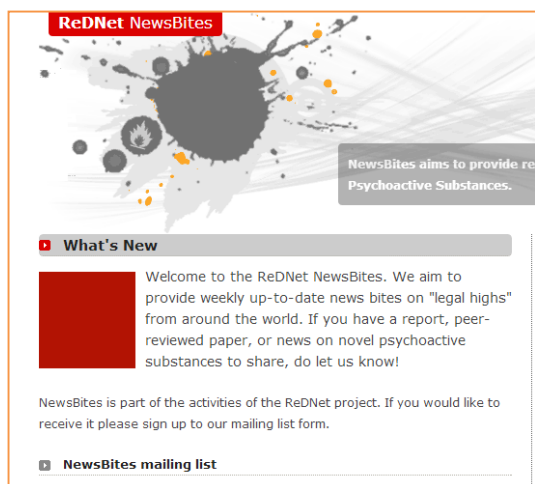 ReDNet NewsBites
NewsBites aims to provide
Psychoactive Substances.
What's New
Welcome to the ReDNet NewsBites. We aim to
provide weekly up-to-date news bites on "legal highs"
from around the world. If you have a report, peer-
reviewed paper, or news on novel psychoactive
substances to share, do let us know!
NewsBites is part of the activities of the ReDNet project. If you would like to
receive it please sign up to our mailing list form.
NewsBites mailing list